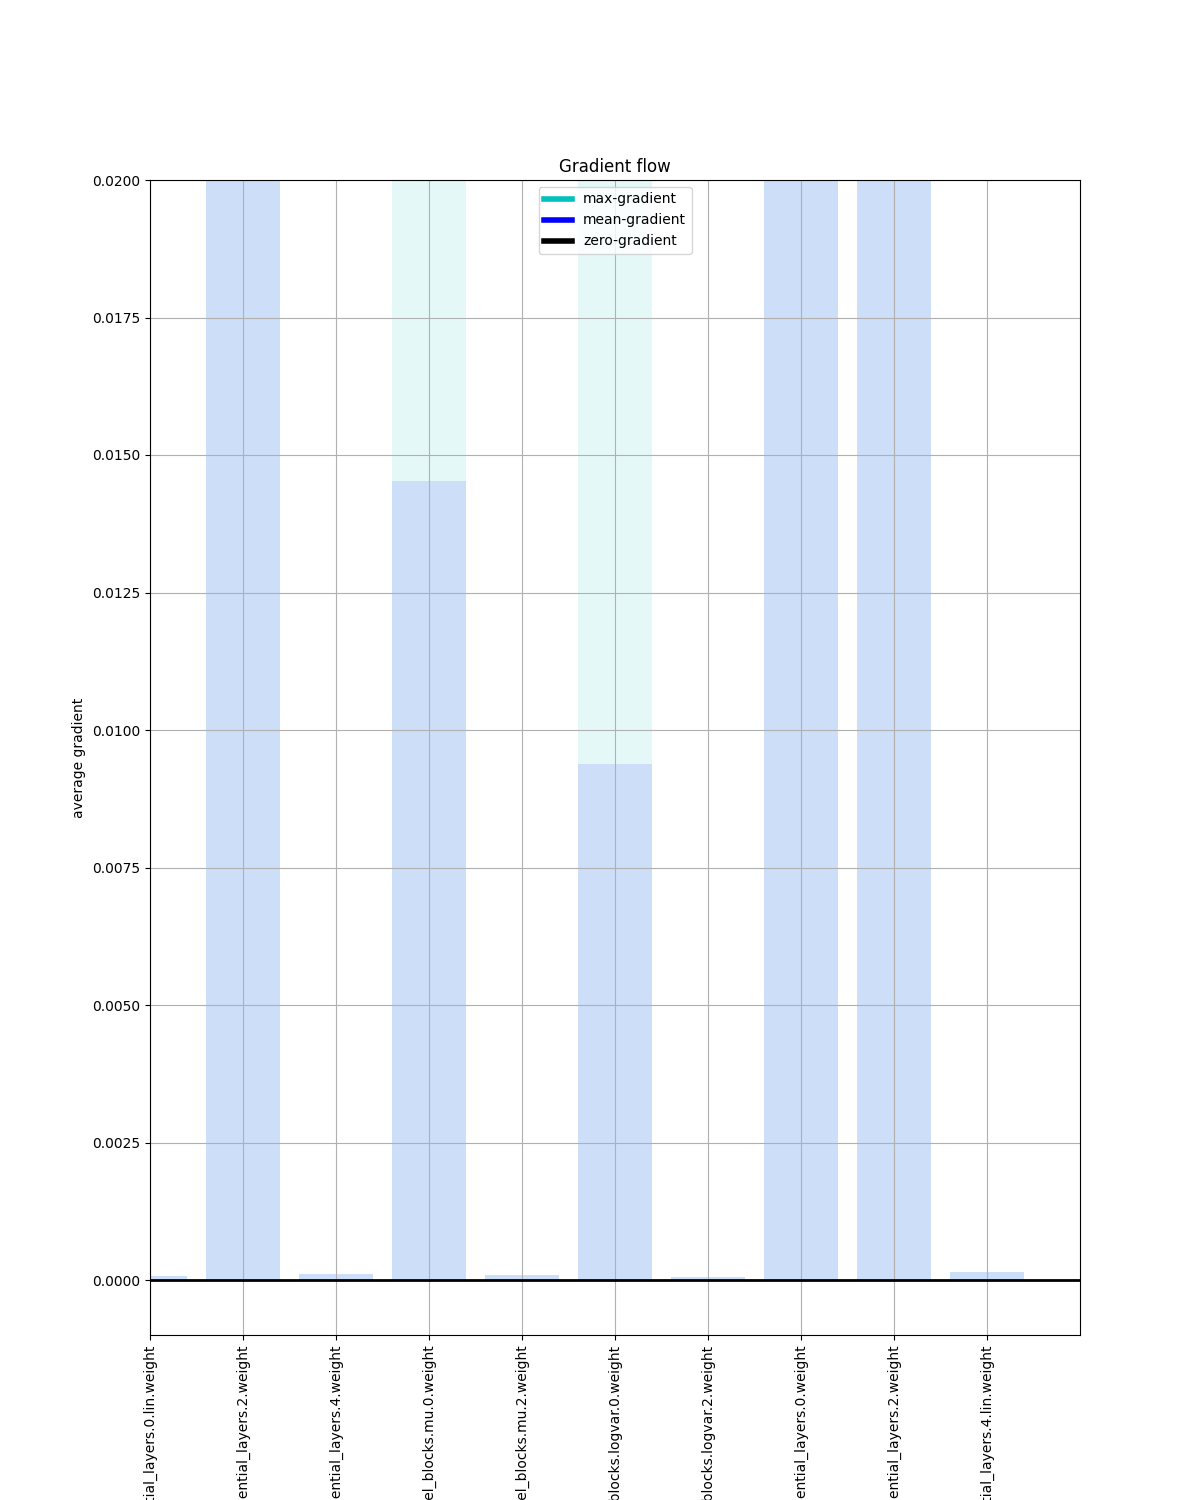 Gradient flow
max-gradient
mean-gradient
zero-gradient
0.0200
0.0175
0.0150
0.0125
0.0100
0.0075
0.0050
0.0025
0.0000
average gradient
tial_layers.0.lin.weight
ential_layers.2.weight
ential_layers.4.weight
el_blocks.mu.0.weight
el_blocks.mu.2.weight
blocks.logvar.0.weight
blocks.logvar.2.weight
ential_layers.0.weight
ential_layers.2.weight
tial_layers.4.lin.weight